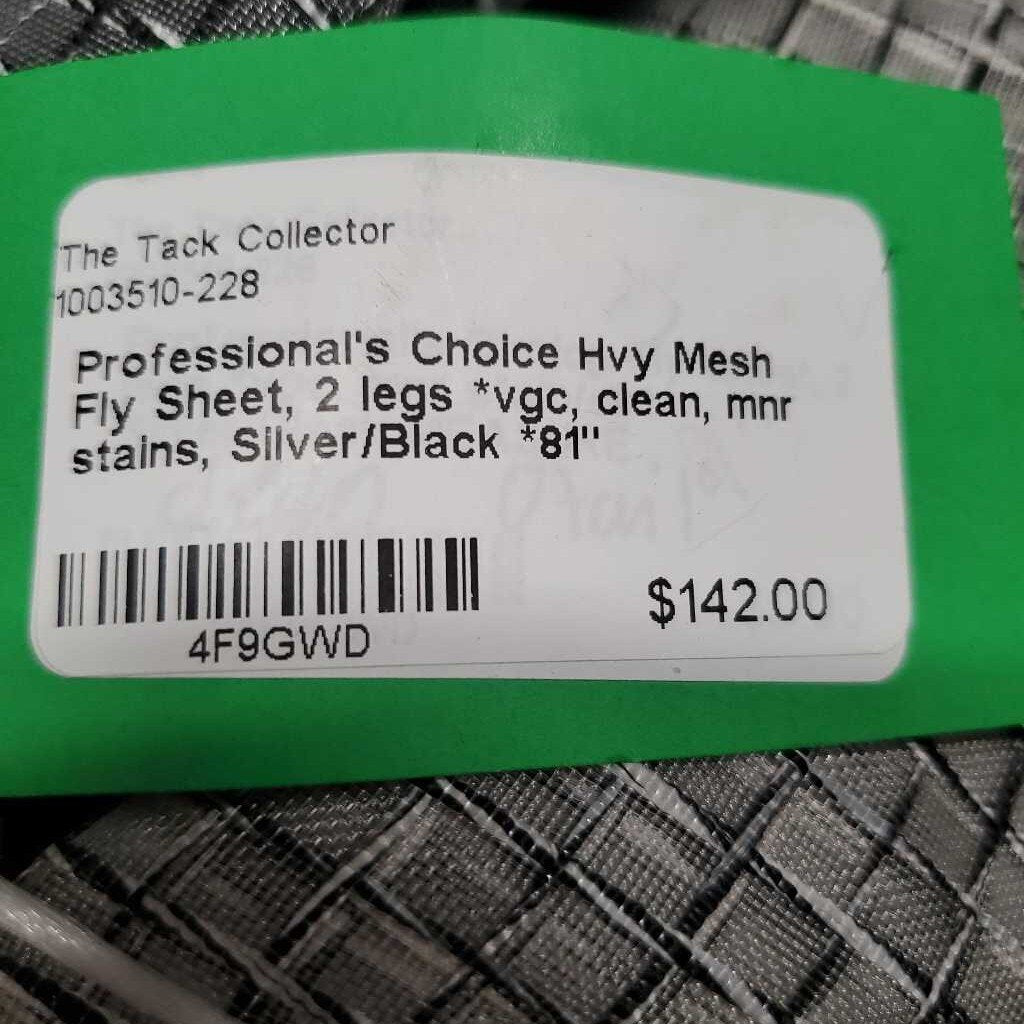 The Tack Collector
1003510-228
Professional's Choice Hvy Mesh
Fly Sheet, 2 legs *vgc, clean, mnr
stains, Silver/Black *81"
4F9GWD
$142.00